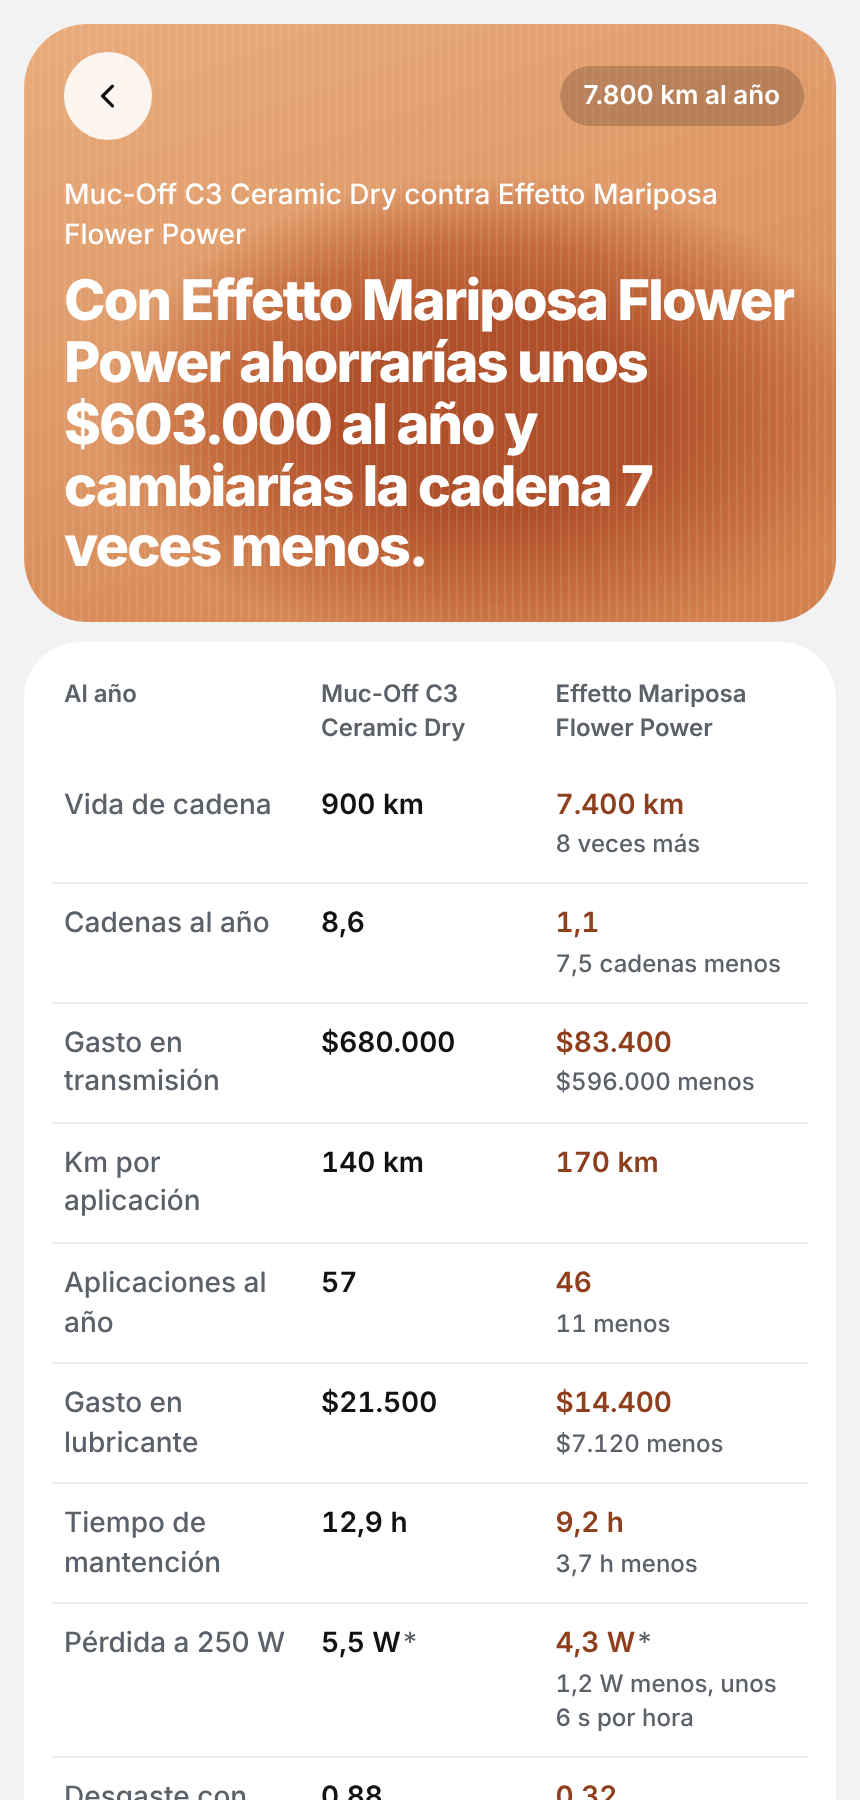 7.800 km al año
Muc-Off C3 Ceramic Dry contra Effetto Mariposa
Flower Power
Con Effetto Mariposa Flower
Power ahorrarías unos
$603.000 al año y
cambiarías la cadena 7
veces menos.
Al año
Muc-Off C3
Ceramic Dry
Effetto Mariposa
Flower Power
Vida de cadena
900 km
7.400 km
8 veces más
Cadenas al año
8,6
1,1
7,5 cadenas menos
Gasto en
transmisión
$680.000
$83.400
$596.000 menos
Km por
aplicación
140 km
170 km
Aplicaciones al
año
57
46
11 menos
Gasto en
lubricante
$21.500
$14.400
$7.120 menos
Tiempo de
mantención
12,9 h
9,2 h
3,7 h menos
Pérdida a 250 W
5,5 W*
4,3 W*
1,2 W menos, unos
6 s por hora
Desgaste con
0,88
0,32